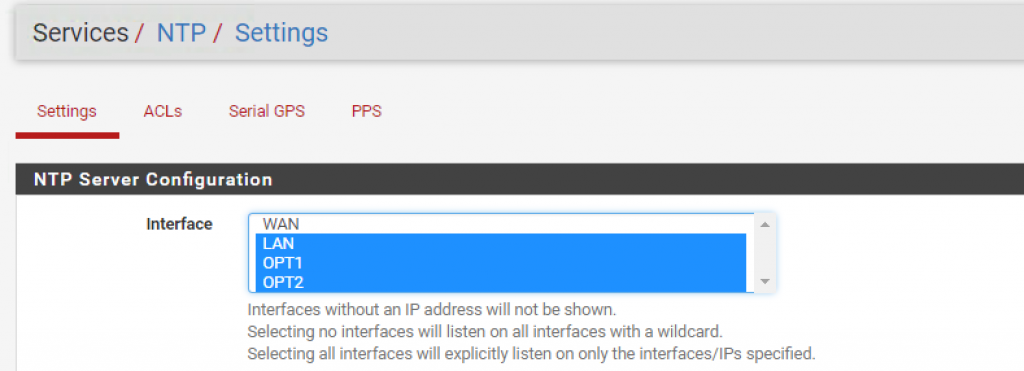 Services / NTP / Settings
Settings ACLs Serial GPS PPS
NTP Server Configuration
Interface
WAN
LAN
OPT1
OPT2
Interfaces without an IP address will not be shown.
Selecting no interfaces will listen on all interfaces with a wildcard.
Selecting all interfaces will explicitly listen on only the interfaces/IPs specified.